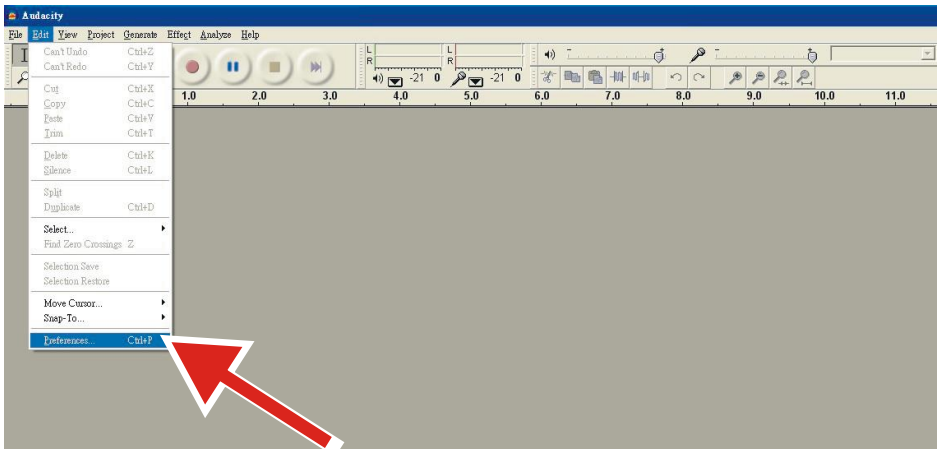 Audacity
File Edit View Project Generate Effect Analyze Help
Can't Undo Ctrl+Z
Can't Redo Ctrl+Y
Cut Ctrl+X
Copy Ctrl+C
Paste Ctrl+V
Trim Ctrl+T
Delete Ctrl+K
Silence Ctrl+L
Split
Duplicate Ctrl+D
Select...
Find Zero Crossings Z
Selection Save
Selection Restore
Move Cursor...
Snap-To...
Preferences... Ctrl+P
L L
R R
-21 0 -21 0
1.0 2.0 3.0 4.0 5.0 6.0 7.0 8.0 9.0 10.0 11.0